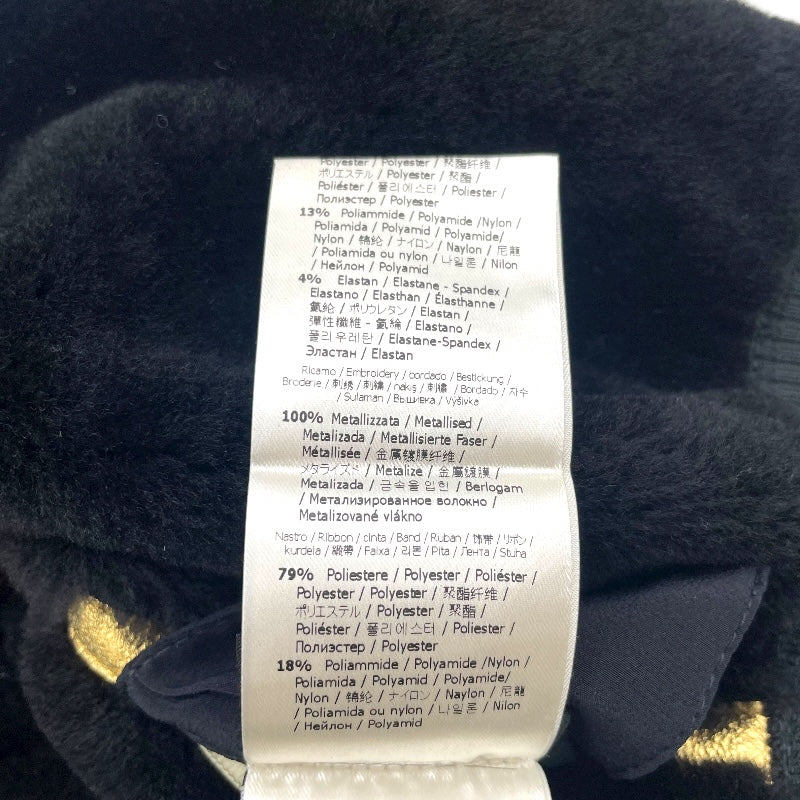 Polyester / Polyester / 聚酯纤维 /
ポリエステル / Polyester / 聚酯 /
Poliéster / 폴리에스터 / Poliester /
Полиэстер / Polyester
13% Poliammide / Polyamide /Nylon /
Poliamida / Polyamid / Polyamide/
Nylon / 锦纶 / ナイロン / Naylon / 尼龍
/ Poliamida ou nylon / 나일론 / Nilon
/ Нейлон / Polyamid
4% Elastan / Elastane - Spandex /
Elastano / Elasthan / Élasthanne /
氨纶 / ポリウレタン / Elastan /
彈性纖維 - 氨綸 / Elastano /
폴리우레탄 / Elastane-Spandex /
Эластан / Elastan
Ricamo / Embroidery / bordado / Bestickung /
Broderie / 刺绣 / 刺繍 / nakış / 刺繡 / Bordado / 자수
/ Sulaman / Вышивка / Výšivka
100% Metallizzata / Metallised /
Metalizada / Metallisierte Faser /
Métallisée / 金属镀膜纤维 /
メタライズド / Metalize / 金屬鍍膜 /
Metalizada / 금속을 입힌 / Berlogam
/ Метализированное волокно /
Metalizované vlákno
Nastro / Ribbon / cinta / Band / Ruban / 饰带 / リボン /
kurdela / 緞帶 / Faixa / 리본 / Pita / Лента / Stuha
79% Poliestere / Polyester / Poliéster /
Polyester / Polyester / 聚酯纤维 /
ポリエステル / Polyester / 聚酯 /
Poliéster / 폴리에스터 / Poliester /
Полиэстер / Polyester
18% Poliammide / Polyamide /Nylon /
Poliamida / Polyamid / Polyamide/
Nylon / 锦纶 / ナイロン / Naylon / 尼龍
/ Poliamida ou nylon / 나일론 / Nilon
/ Нейлон / Polyamid